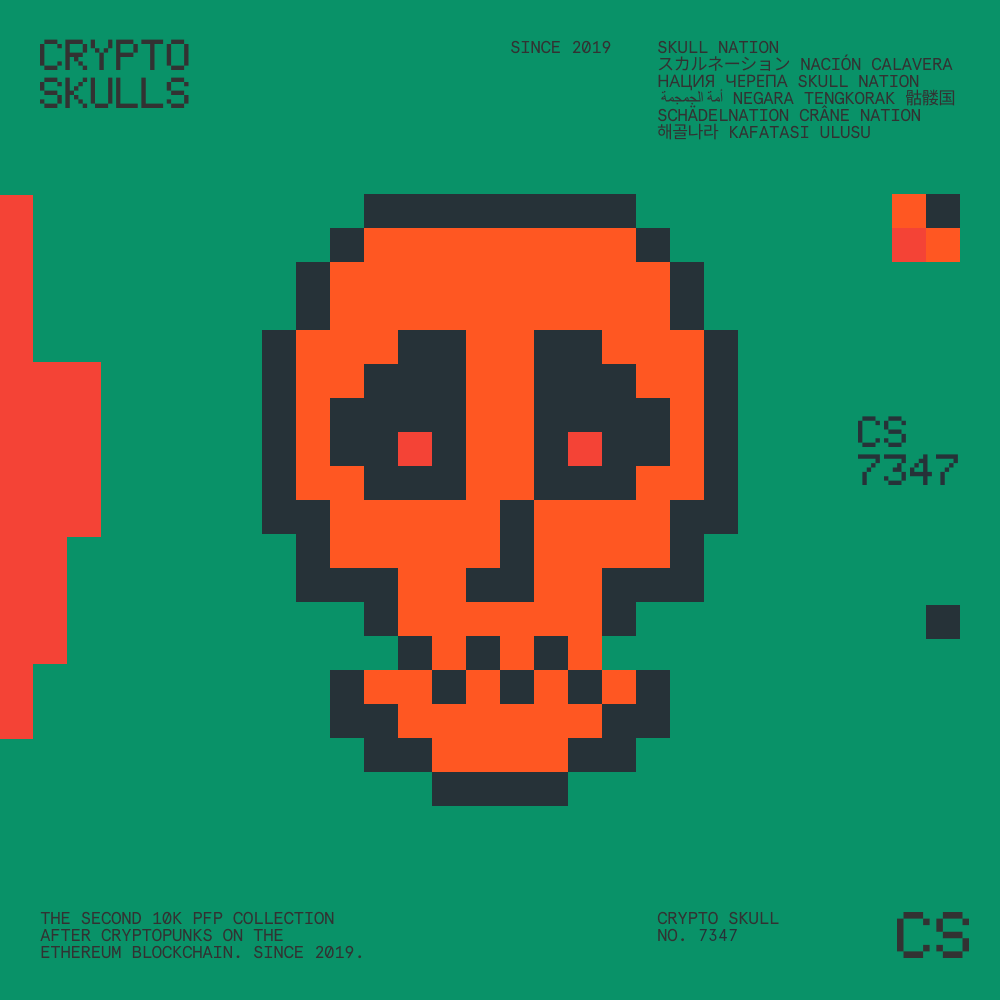 CRYPTO
SKULLS
SINCE 2019
SKULL NATION
スカルネーション NACIÓN CALAVERA
НАЦИЯ ЧЕРЕПА SKULL NATION
أمة الجمجمة NEGARA TENGKORAK 骷髅国
SCHÄDELNATION CRÂNE NATION
해골나라 KAFATASI ULUSU
CS
7347
THE SECOND 10K PFP COLLECTION
AFTER CRYPTOPUNKS ON THE
ETHEREUM BLOCKCHAIN. SINCE 2019.
CRYPTO SKULL
NO. 7347
CS